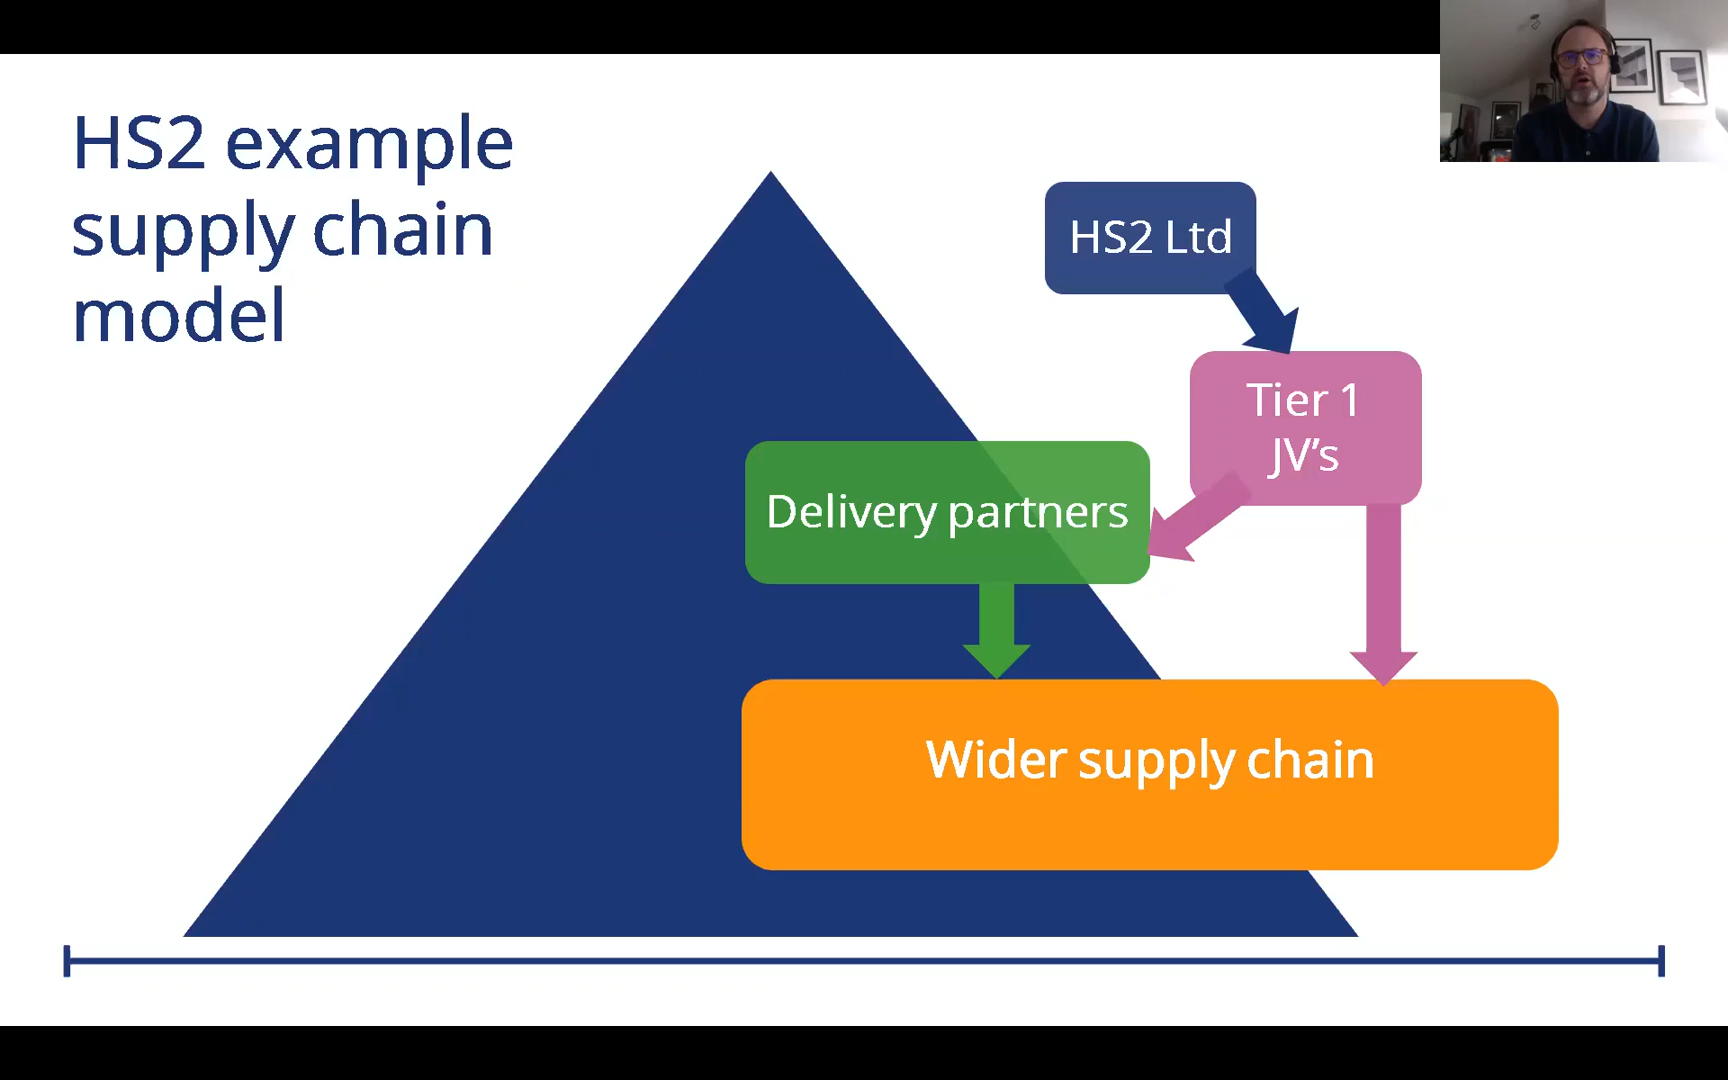 HS2 example
supply chain
model
HS2 Ltd
Tier 1
JV’s
Delivery partners
Wider supply chain